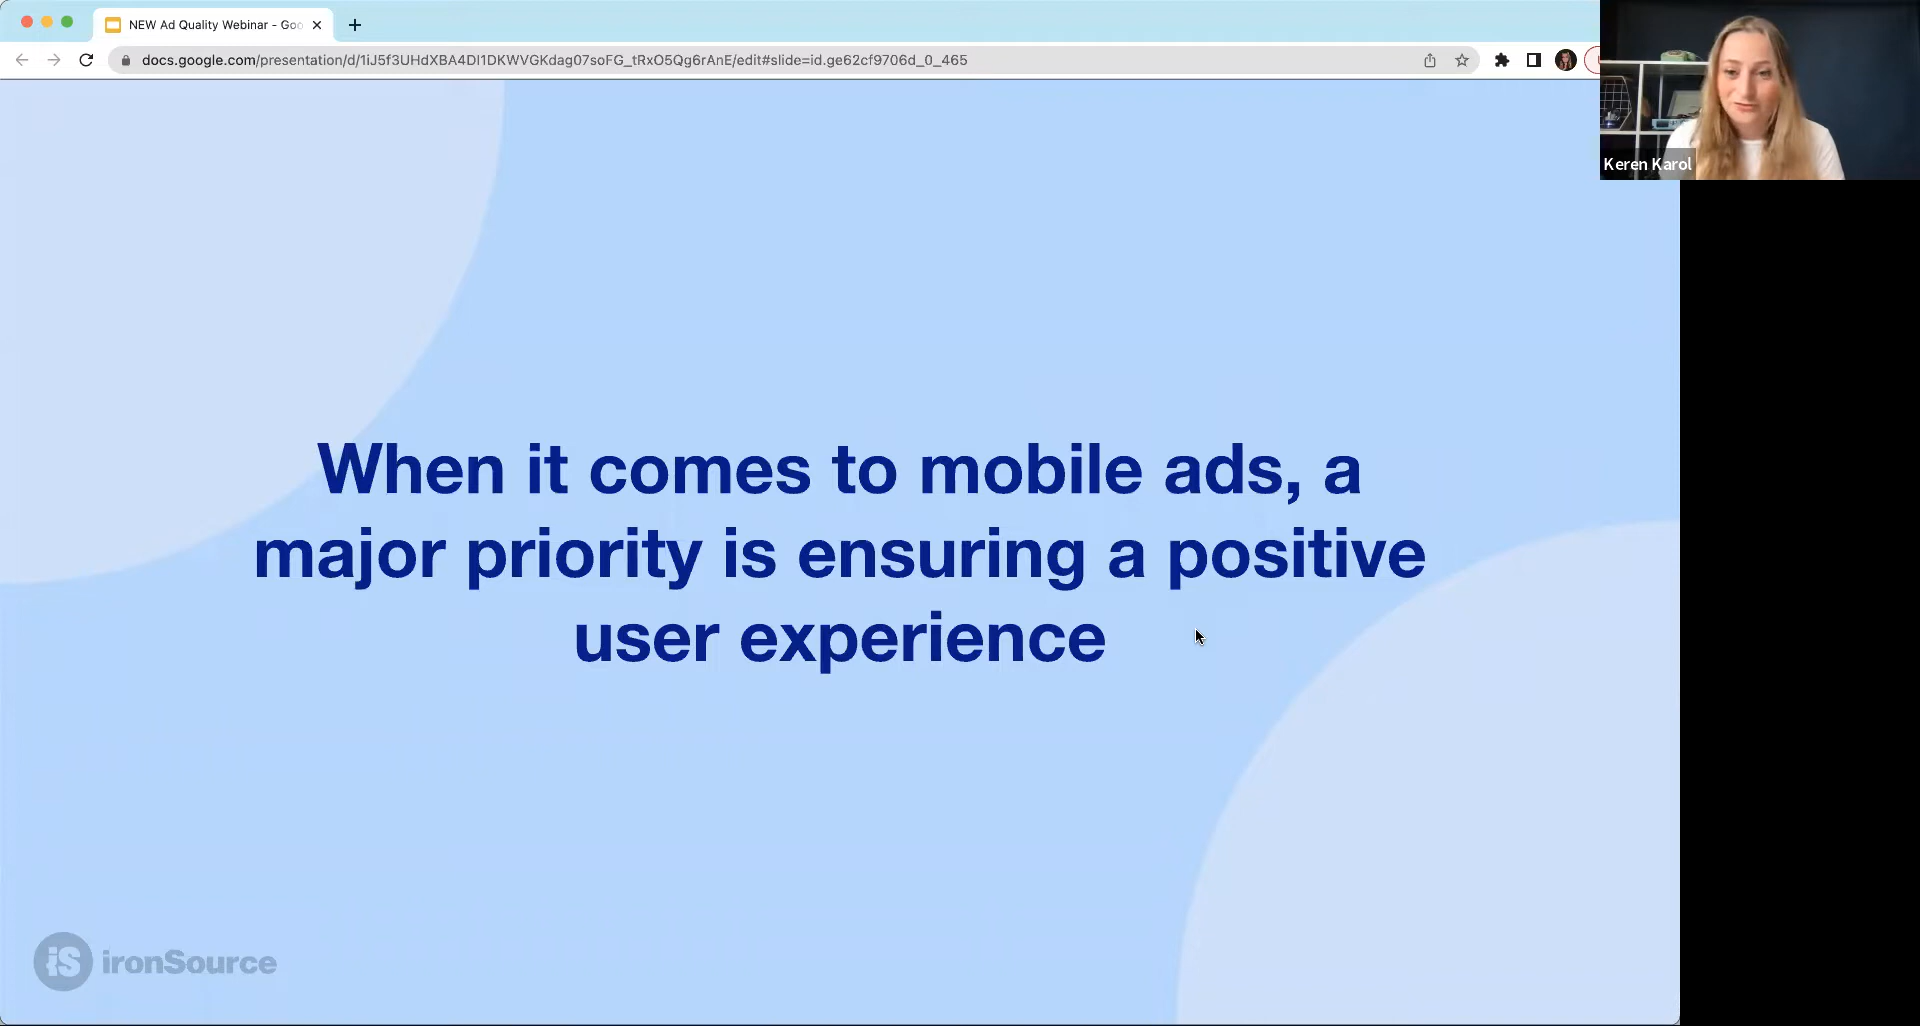 NEW Ad Quality Webinar - Goo
docs.google.com/presentation/d/1iJ5f3UHdXBA4DI1DKWVGKdag07soFG_tRxO5Qg6rAnE/edit#slide=id.ge62cf9706d_0_465
Keren Karol
When it comes to mobile ads, a
major priority is ensuring a positive
user experience
iS ironSource